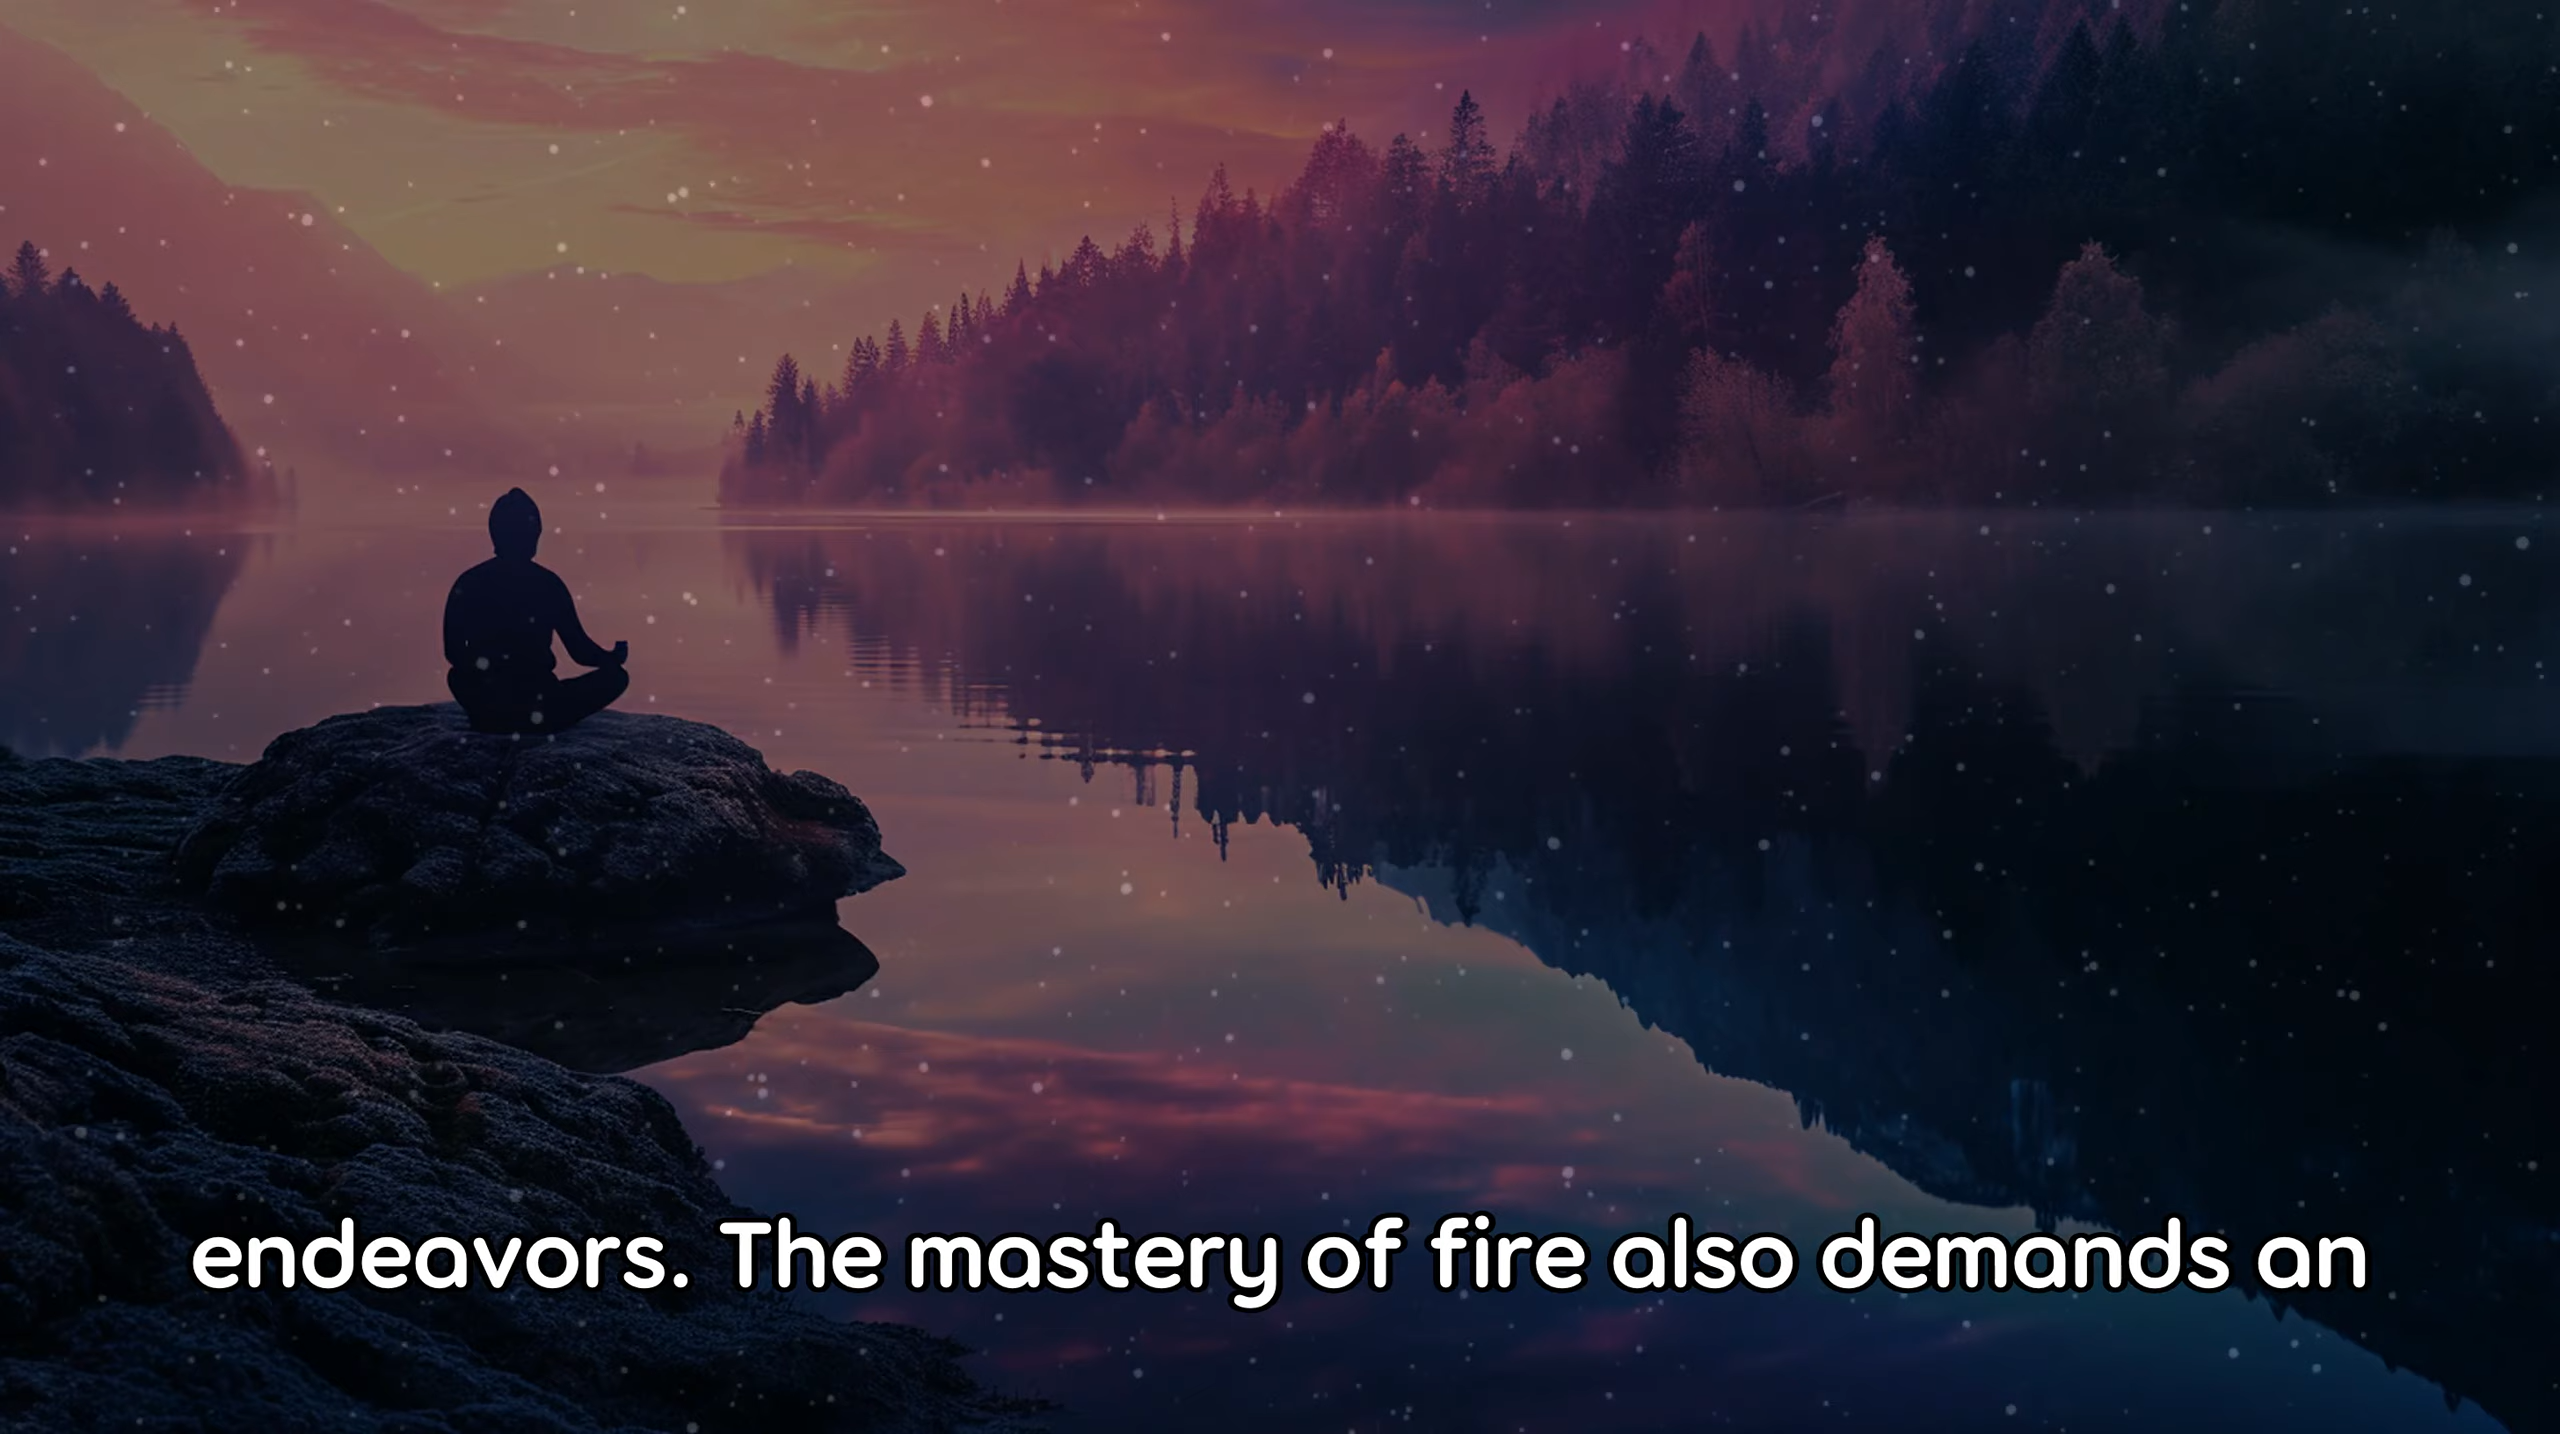 endeavors. The mastery of fire also demands an